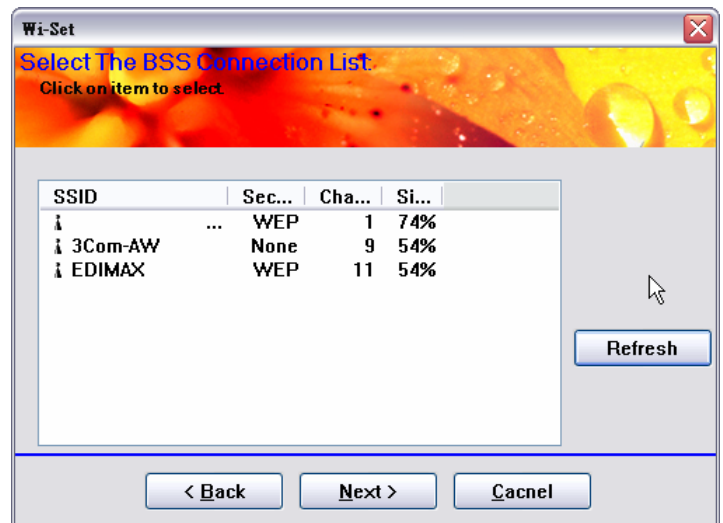 Wi-Set
Select The BSS Connection List:
Click on item to select.
SSID Sec... Cha... Si...
... WEP 1 74%
3Com-AW None 9 54%
EDIMAX WEP 11 54%
Refresh
< Back Next > Cacnel